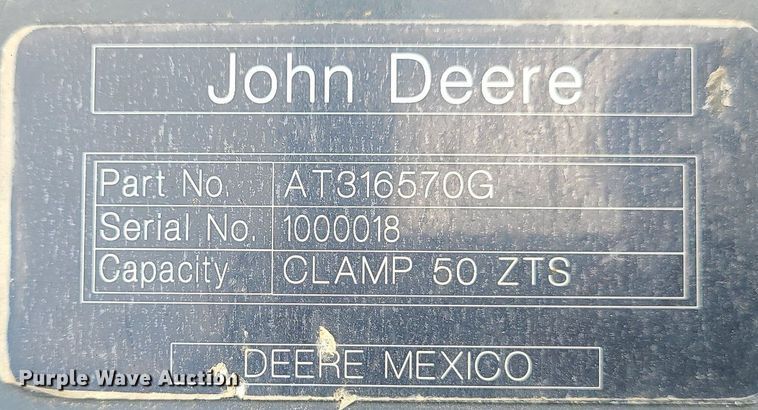 John Deere
Part No. AT316570G
Serial No. 1000018
Capacity CLAMP 50 ZTS
DEERE MEXICO
Purple Wave Auction